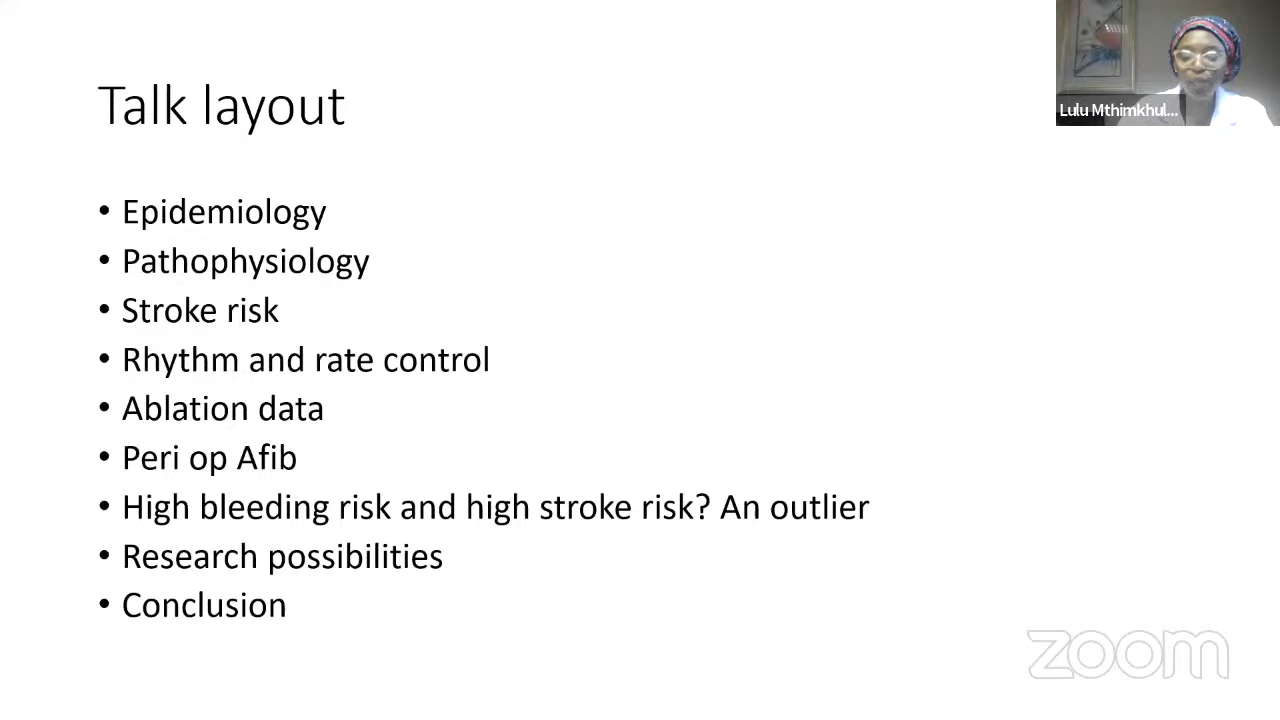 Talk layout
Lulu Mthimkhul...
• Epidemiology
• Pathophysiology
• Stroke risk
• Rhythm and rate control
• Ablation data
• Peri op Afib
• High bleeding risk and high stroke risk? An outlier
• Research possibilities
• Conclusion
zoom